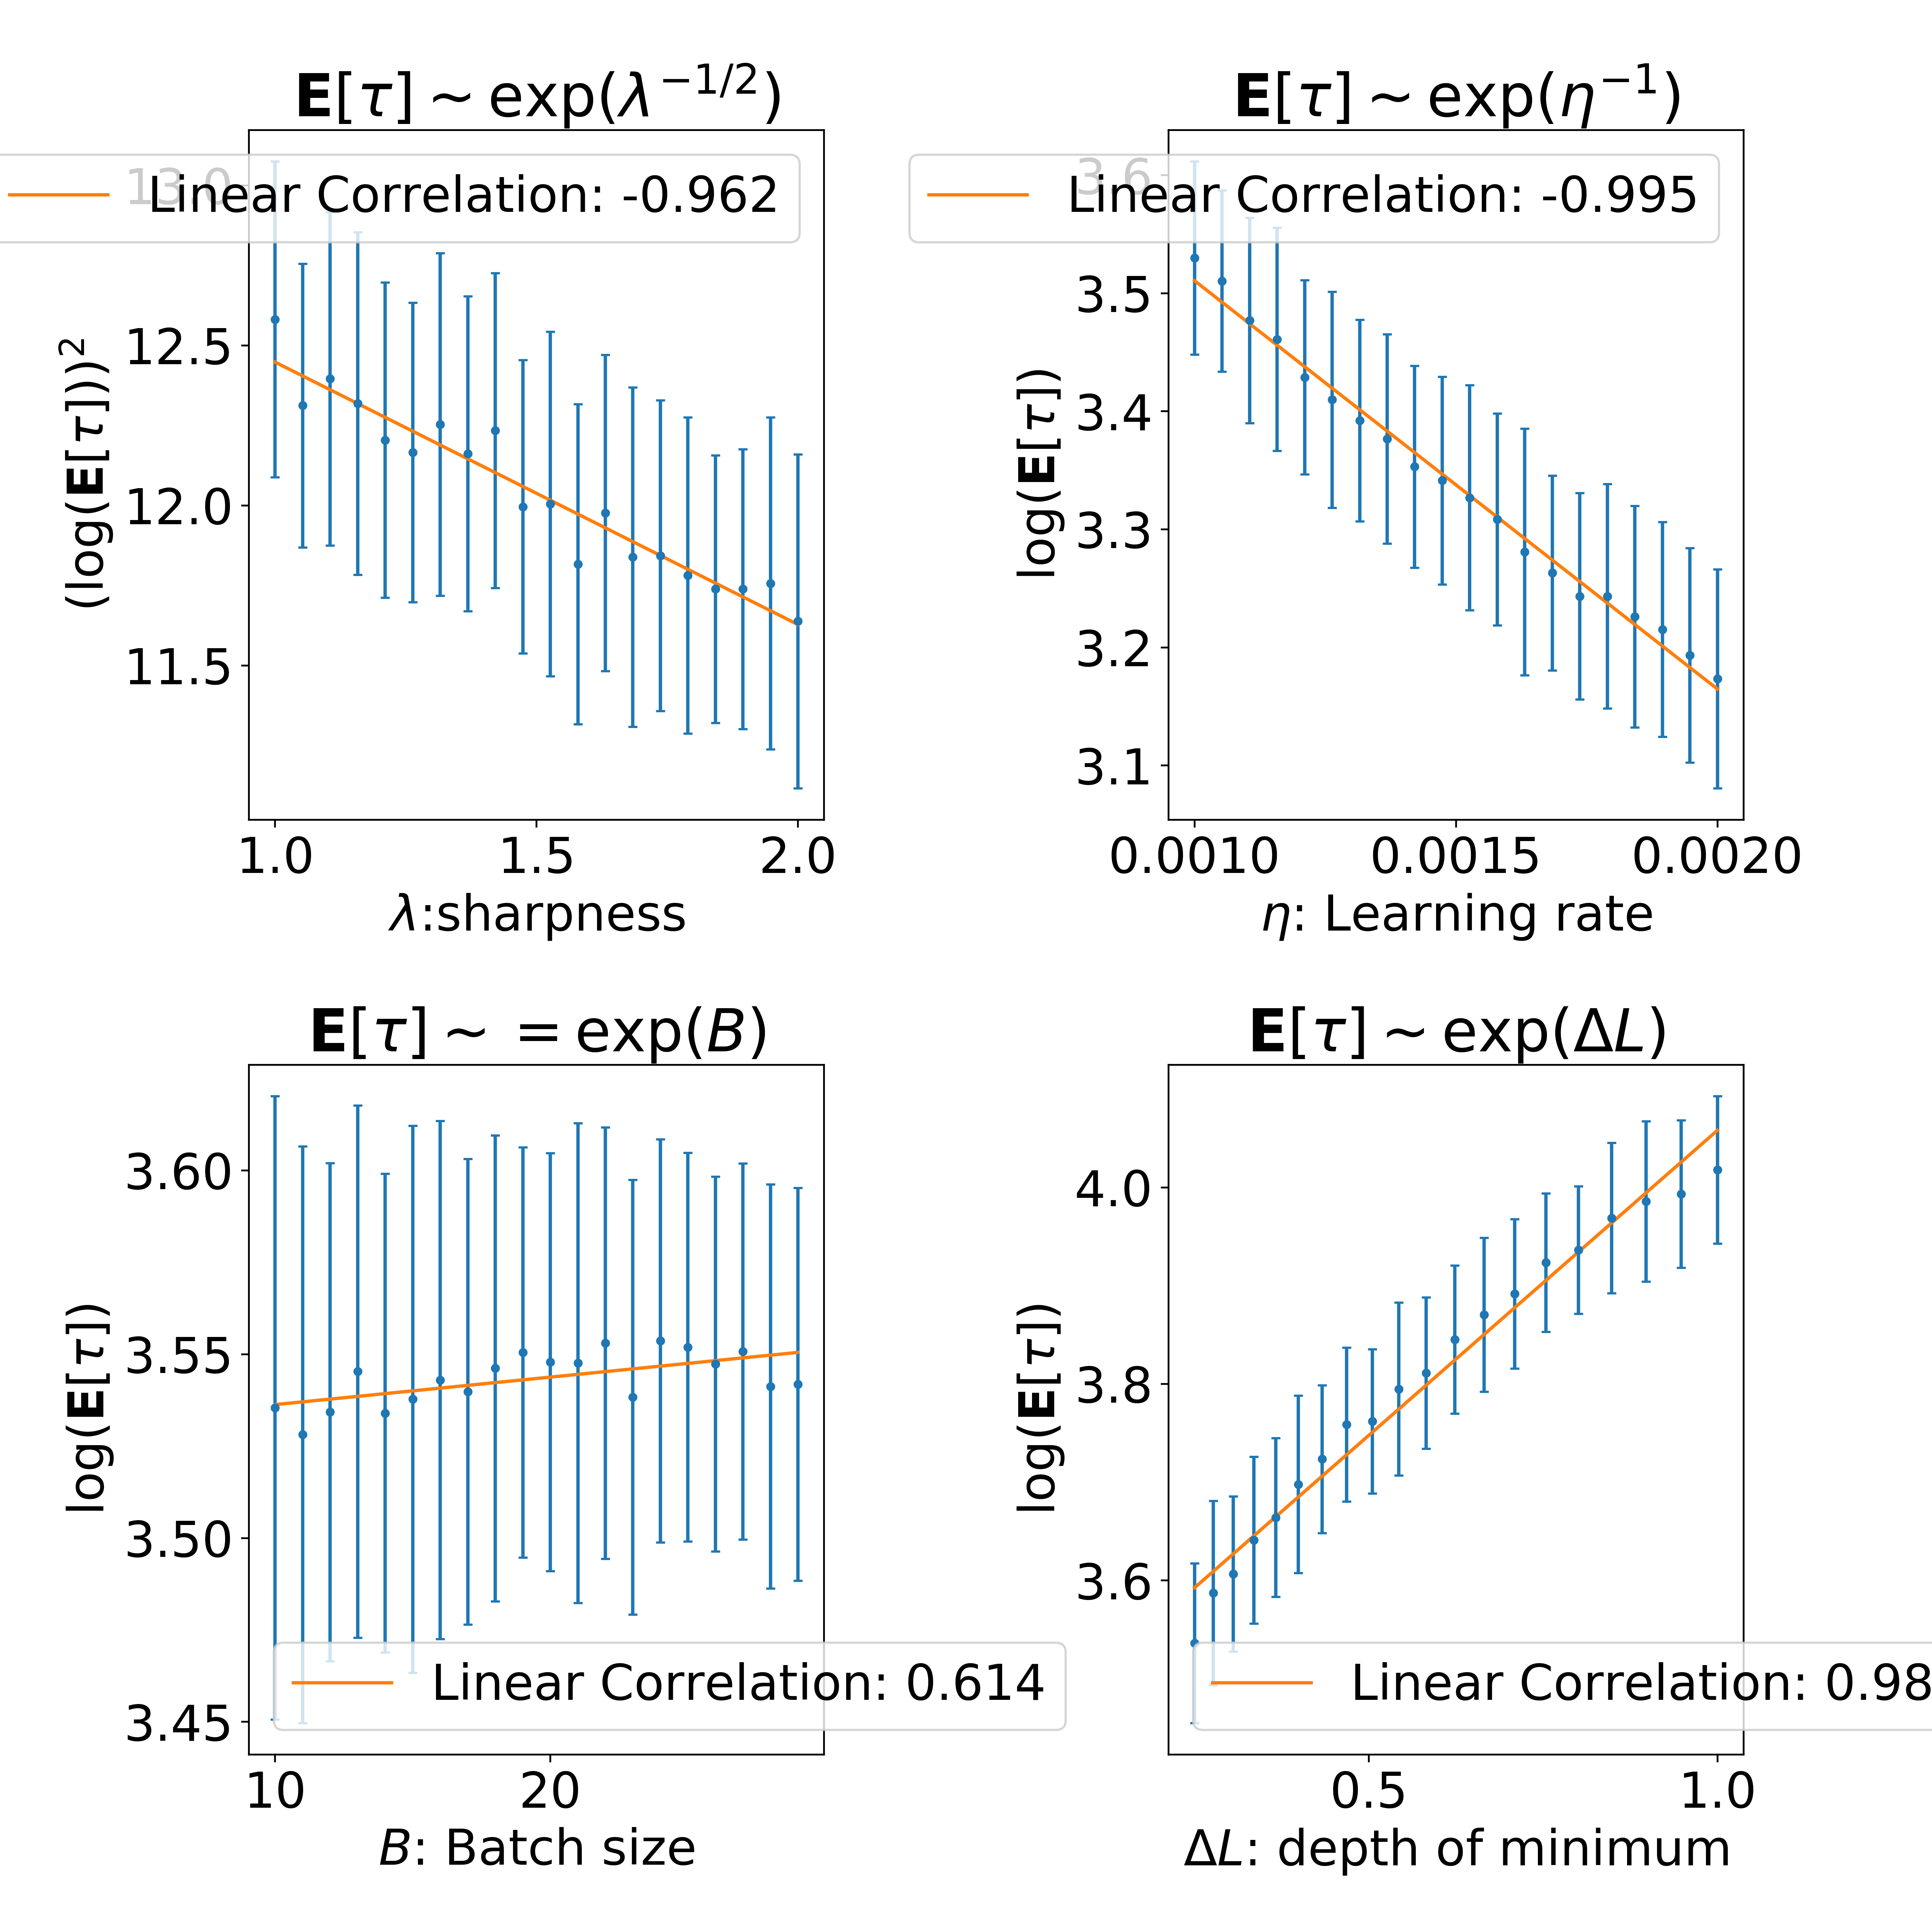 E[τ] ∼ exp(λ^{−1/2})
13.0
Linear Correlation: -0.962
12.5
12.0
11.5
(log(E[τ]))²
1.0 1.5 2.0
λ:sharpness
E[τ] ∼ exp(η^{−1})
3.6
Linear Correlation: -0.995
3.5
3.4
3.3
3.2
3.1
log(E[τ])
0.0010 0.0015 0.0020
η: Learning rate
E[τ] ∼ = exp(B)
3.60
3.55
3.50
3.45
log(E[τ])
Linear Correlation: 0.614
10 20
B: Batch size
E[τ] ∼ exp(ΔL)
4.0
3.8
3.6
log(E[τ])
Linear Correlation: 0.98
0.5 1.0
ΔL: depth of minimum